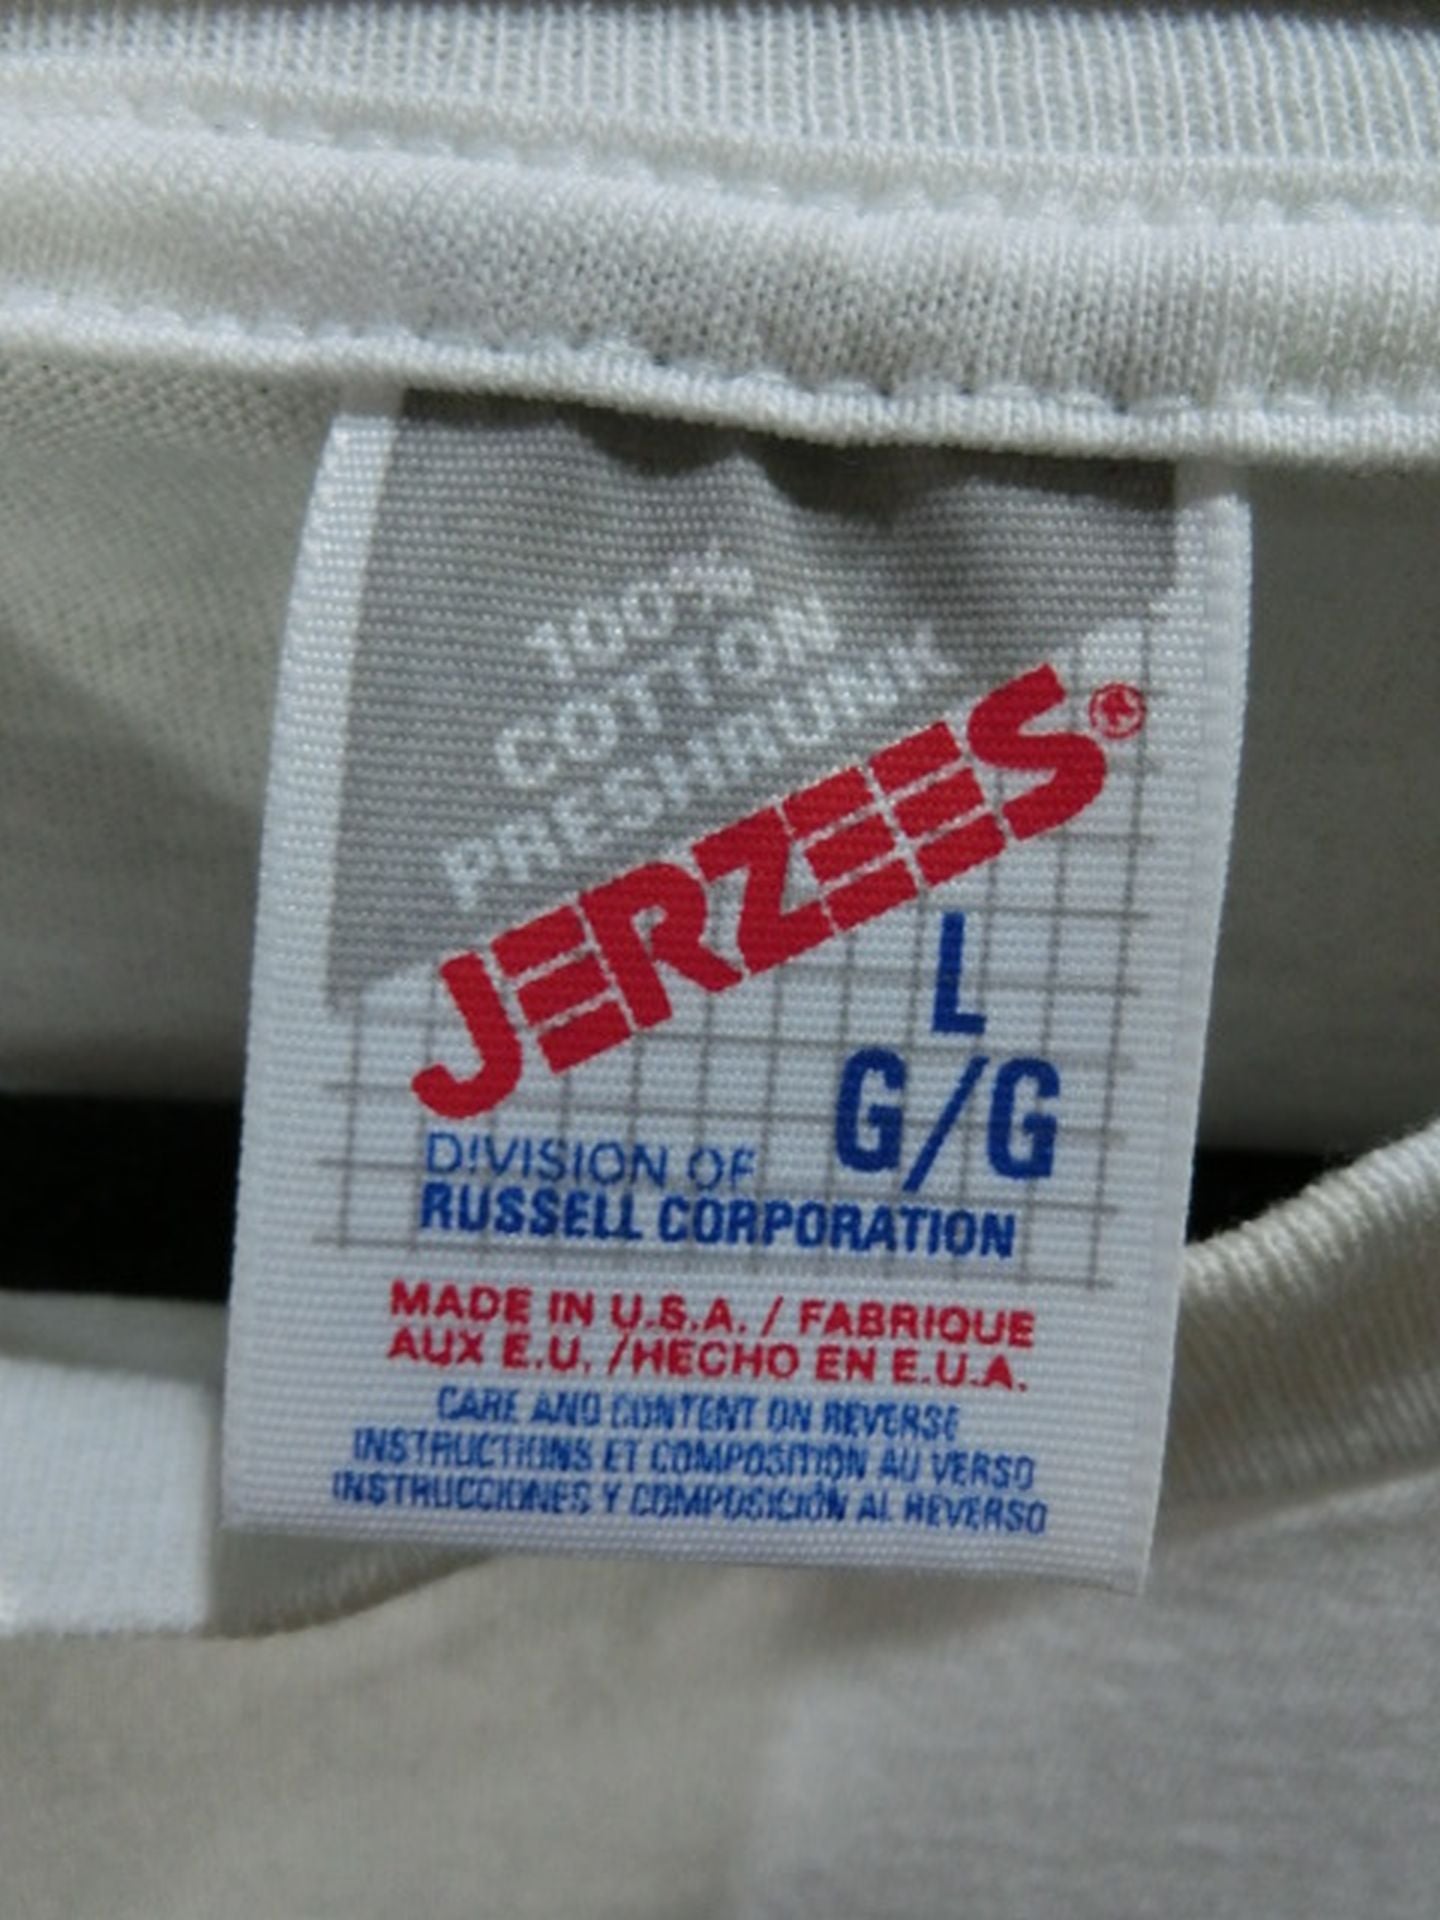 100%
COTTON
PRESHRUNK
JERZEES®
L
G/G
DIVISION OF
RUSSELL CORPORATION
MADE IN U.S.A. / FABRIQUE
AUX E.U. /HECHO EN E.U.A.
CARE AND CONTENT ON REVERSE
INSTRUCTIONS ET COMPOSITION AU VERSO
INSTRUCCIONES Y COMPOSICIÓN AL REVERSO